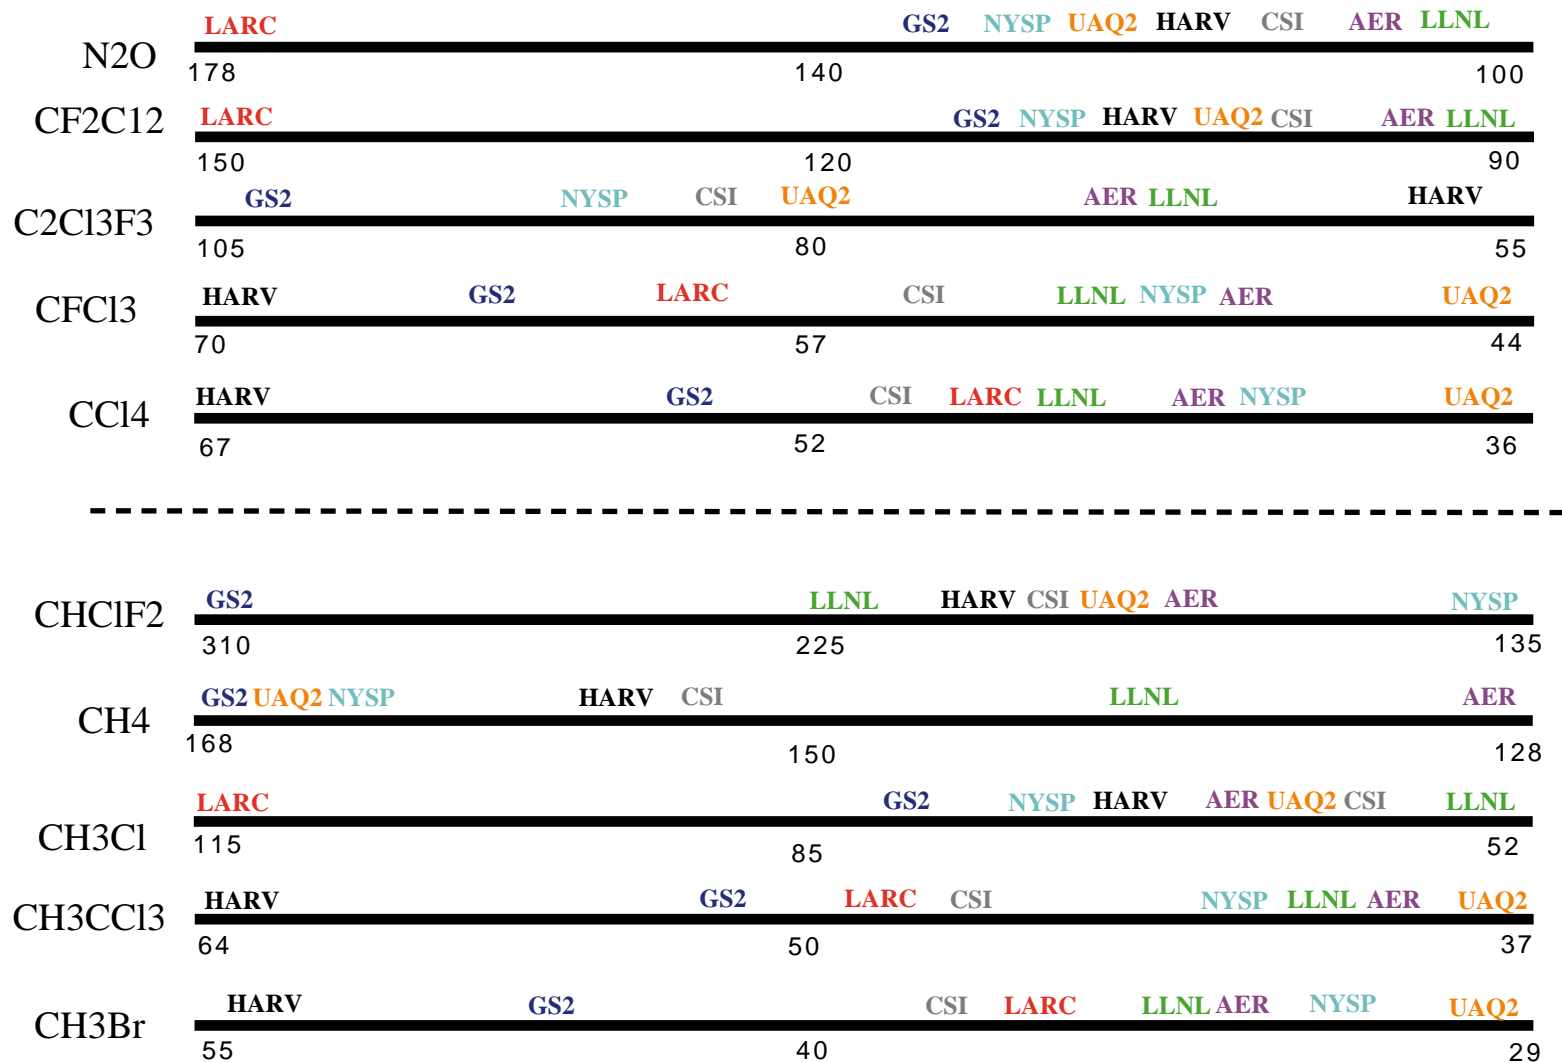 LARC GS2 NYSP UAQ2 HARV CSI AER LLNL
N2O
178 140 100
LARC GS2 NYSP HARV UAQ2 CSI AER LLNL
CF2C12
150 120 90
GS2 NYSP CSI UAQ2 AER LLNL HARV
C2Cl3F3
105 80 55
HARV GS2 LARC CSI LLNL NYSP AER UAQ2
CFCl3
70 57 44
HARV GS2 CSI LARC LLNL AER NYSP UAQ2
CCl4
67 52 36
GS2 LLNL HARV CSI UAQ2 AER NYSP
CHClF2
310 225 135
GS2 UAQ2 NYSP HARV CSI LLNL AER
CH4
168 150 128
LARC GS2 NYSP HARV AER UAQ2 CSI LLNL
CH3Cl
115 85 52
HARV GS2 LARC CSI NYSP LLNL AER UAQ2
CH3CCl3
64 50 37
HARV GS2 CSI LARC LLNL AER NYSP UAQ2
CH3Br
55 40 29